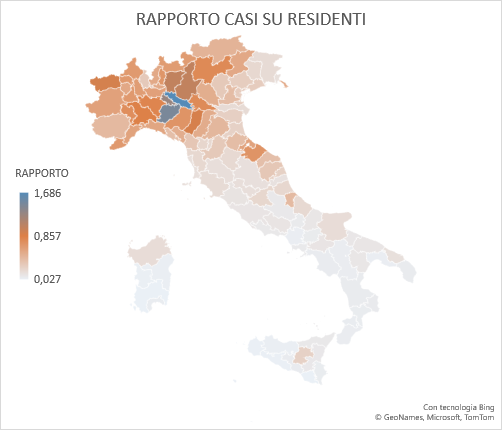 RAPPORTO CASI SU RESIDENTI
RAPPORTO
1,686
0,857
0,027
Con tecnologia Bing
© GeoNames, Microsoft, TomTom